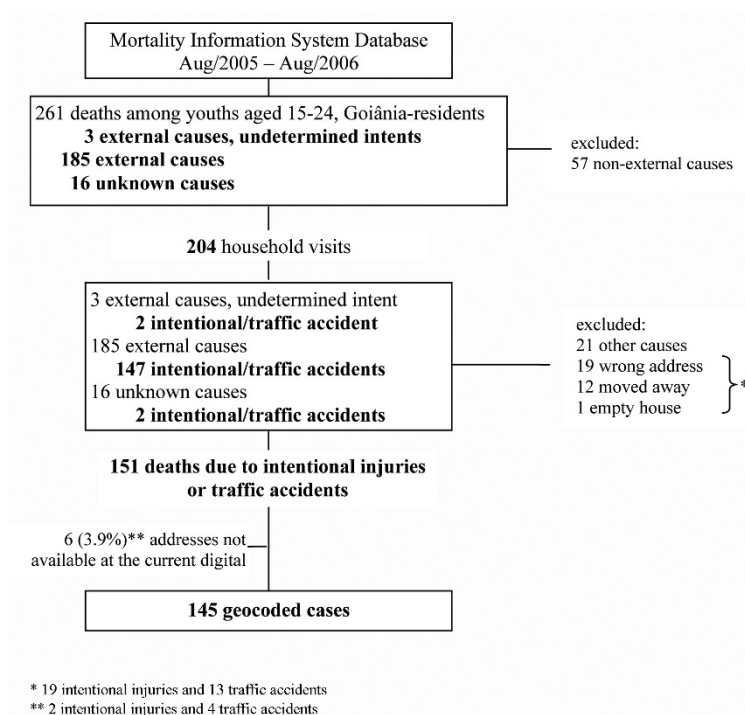 Mortality Information System Database
Aug/2005 – Aug/2006
261 deaths among youths aged 15-24, Goiânia-residents
3 external causes, undetermined intents
185 external causes
16 unknown causes
excluded:
57 non-external causes
204 household visits
3 external causes, undetermined intent
2 intentional/traffic accident
185 external causes
147 intentional/traffic accidents
16 unknown causes
2 intentional/traffic accidents
excluded:
21 other causes
19 wrong address
12 moved away
1 empty house
*
151 deaths due to intentional injuries
or traffic accidents
6 (3.9%)** addresses not
available at the current digital
145 geocoded cases
* 19 intentional injuries and 13 traffic accidents
** 2 intentional injuries and 4 traffic accidents